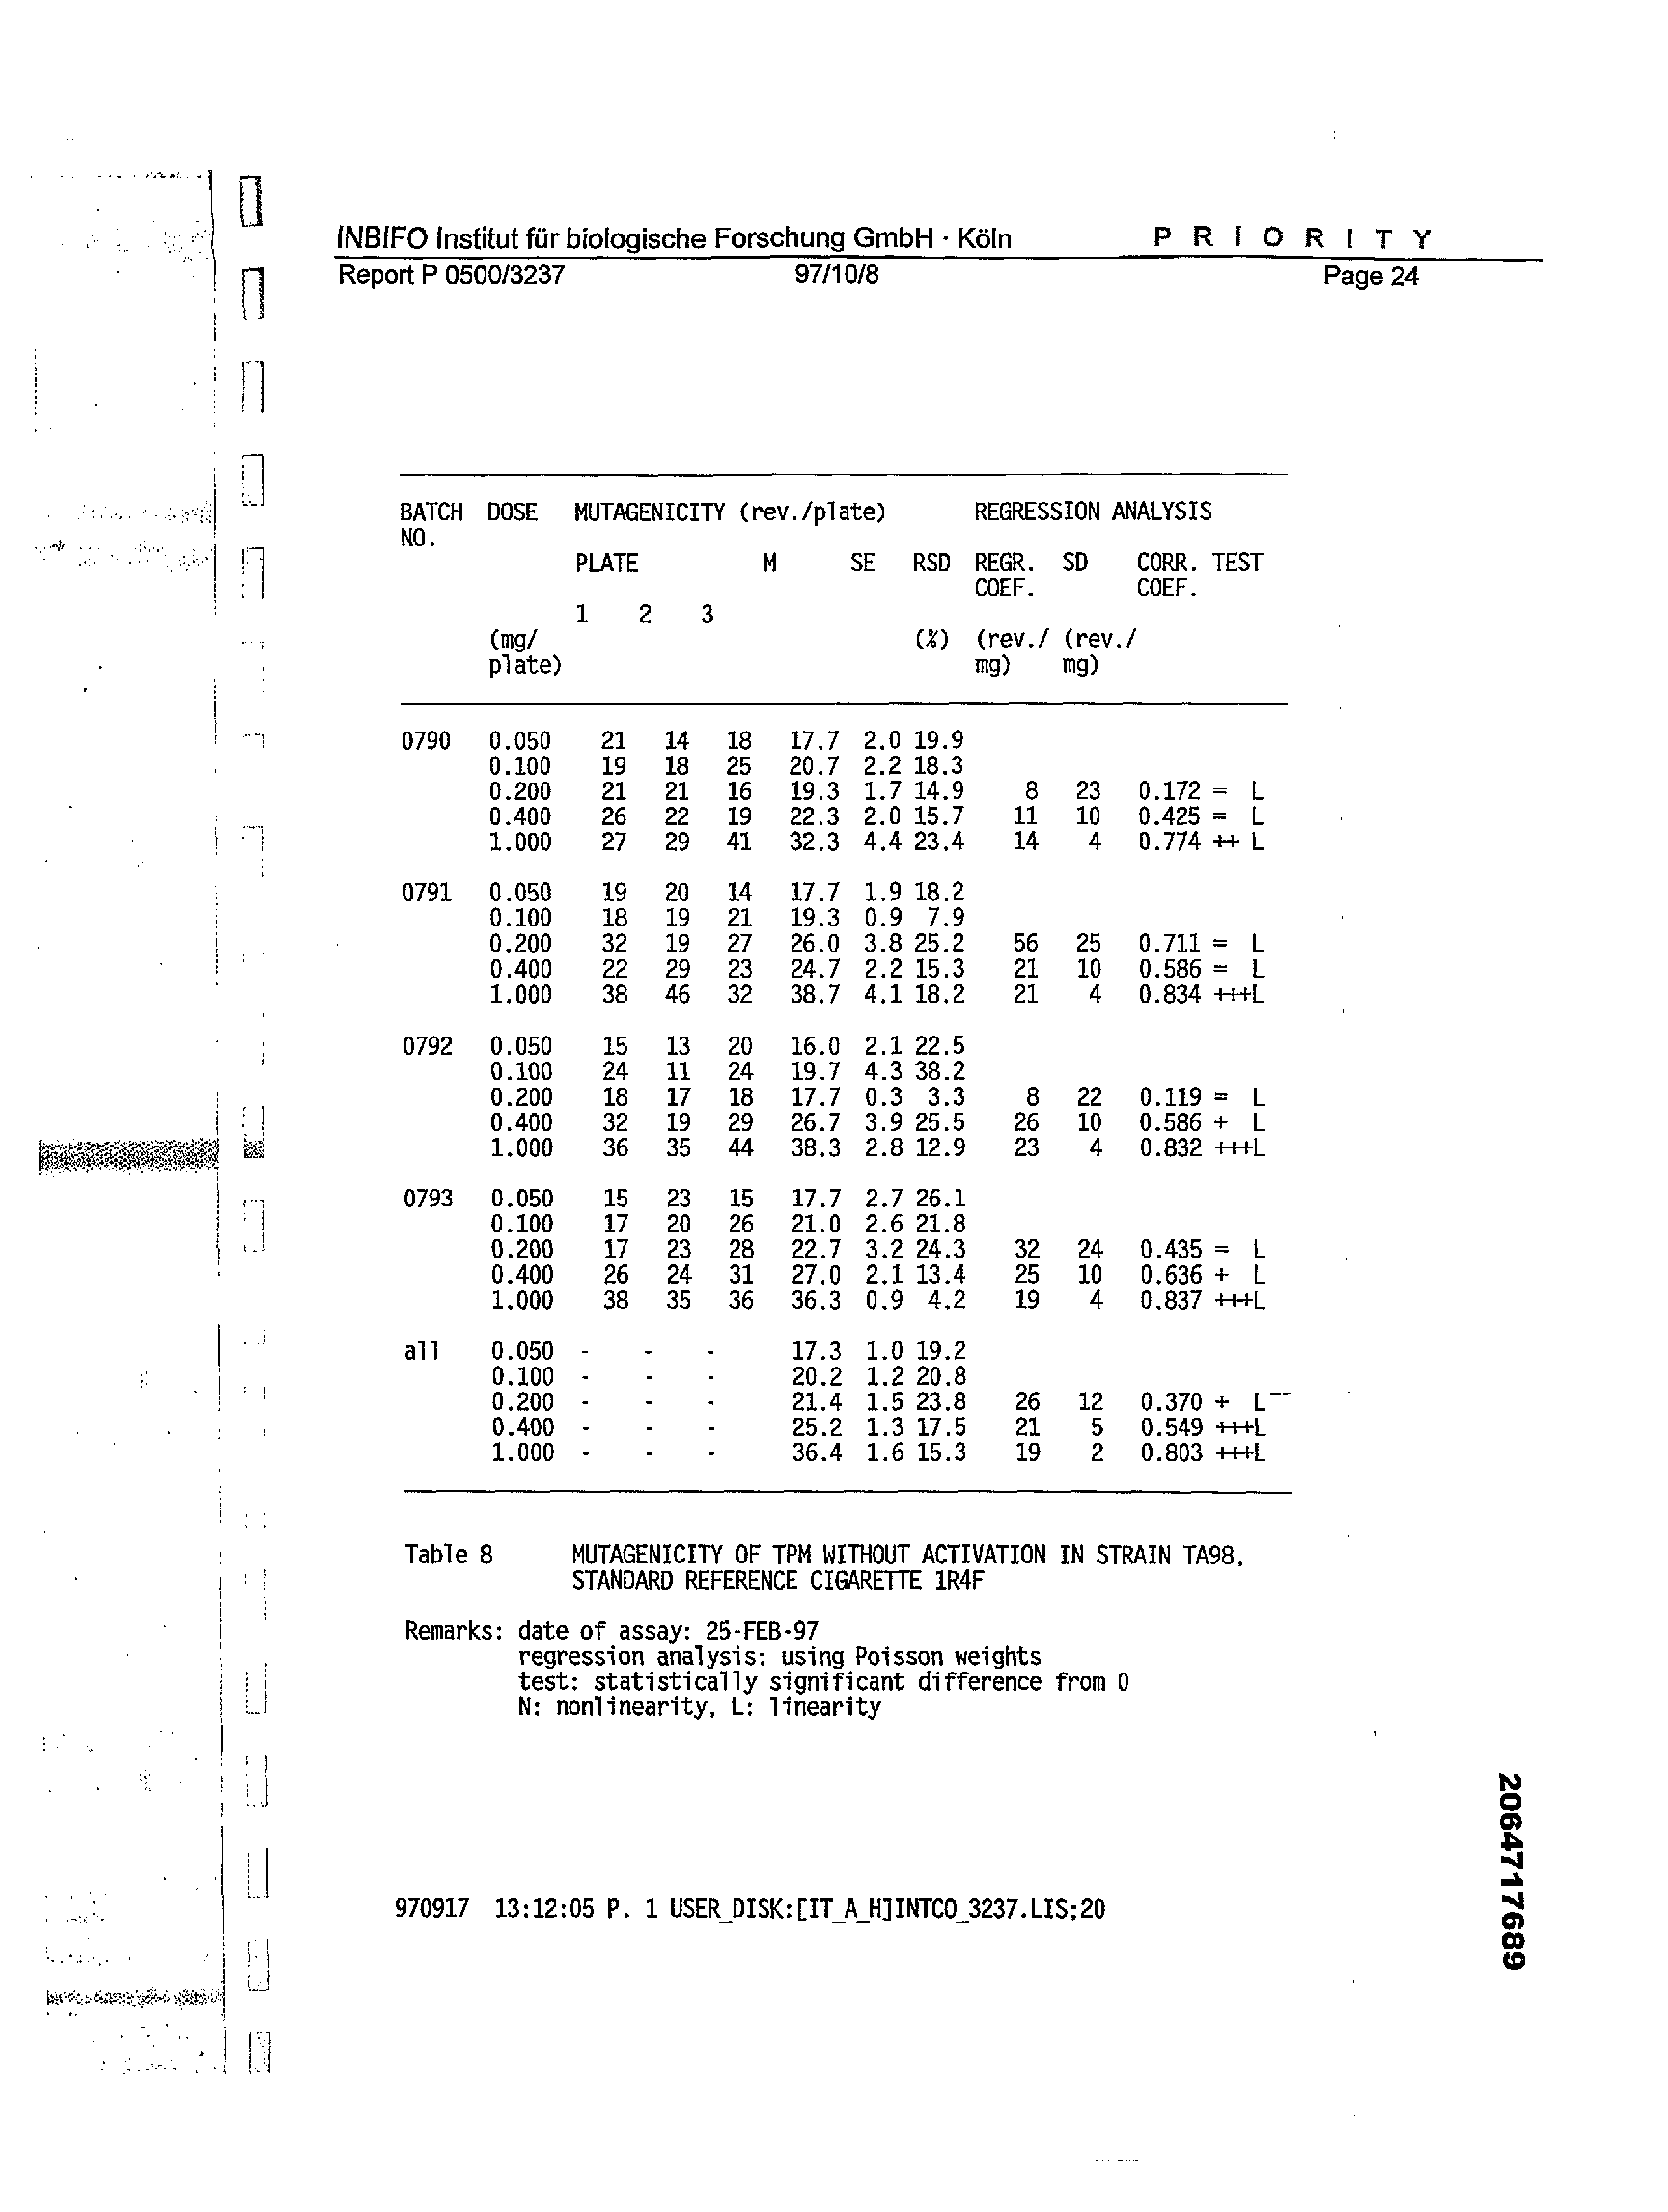 INBIFO Institut für biologische Forschung GmbH · Köln P R I O R I T Y
Report P 0500/3237 97/10/8 Page 24
BATCH DOSE MUTAGENICITY (rev./plate) REGRESSION ANALYSIS
NO.
PLATE M SE RSD REGR. SD CORR. TEST
COEF. COEF.
1 2 3
(mg/ (%) (rev./ (rev./
plate) mg) mg)
0790 0.050 21 14 18 17.7 2.0 19.9
0.100 19 18 25 20.7 2.2 18.3
0.200 21 21 16 19.3 1.7 14.9 8 23 0.172 = L
0.400 26 22 19 22.3 2.0 15.7 11 10 0.425 = L
1.000 27 29 41 32.3 4.4 23.4 14 4 0.774 ++ L
0791 0.050 19 20 14 17.7 1.9 18.2
0.100 18 19 21 19.3 0.9 7.9
0.200 32 19 27 26.0 3.8 25.2 56 25 0.711 = L
0.400 22 29 23 24.7 2.2 15.3 21 10 0.586 = L
1.000 38 46 32 38.7 4.1 18.2 21 4 0.834 +++L
0792 0.050 15 13 20 16.0 2.1 22.5
0.100 24 11 24 19.7 4.3 38.2
0.200 18 17 18 17.7 0.3 3.3 8 22 0.119 = L
0.400 32 19 29 26.7 3.9 25.5 26 10 0.586 + L
1.000 36 35 44 38.3 2.8 12.9 23 4 0.832 +++L
0793 0.050 15 23 15 17.7 2.7 26.1
0.100 17 20 26 21.0 2.6 21.8
0.200 17 23 28 22.7 3.2 24.3 32 24 0.435 = L
0.400 26 24 31 27.0 2.1 13.4 25 10 0.636 + L
1.000 38 35 36 36.3 0.9 4.2 19 4 0.837 +++L
all 0.050 - - - 17.3 1.0 19.2
0.100 - - - 20.2 1.2 20.8
0.200 - - - 21.4 1.5 23.8 26 12 0.370 + L
0.400 - - - 25.2 1.3 17.5 21 5 0.549 +++L
1.000 - - - 36.4 1.6 15.3 19 2 0.803 +++L
Table 8 MUTAGENICITY OF TPM WITHOUT ACTIVATION IN STRAIN TA98,
STANDARD REFERENCE CIGARETTE 1R4F
Remarks: date of assay: 25-FEB-97
regression analysis: using Poisson weights
test: statistically significant difference from 0
N: nonlinearity, L: linearity
970917 13:12:05 P. 1 USER_DISK:[IT_A_H]INTCO_3237.LIS;20
2064717689